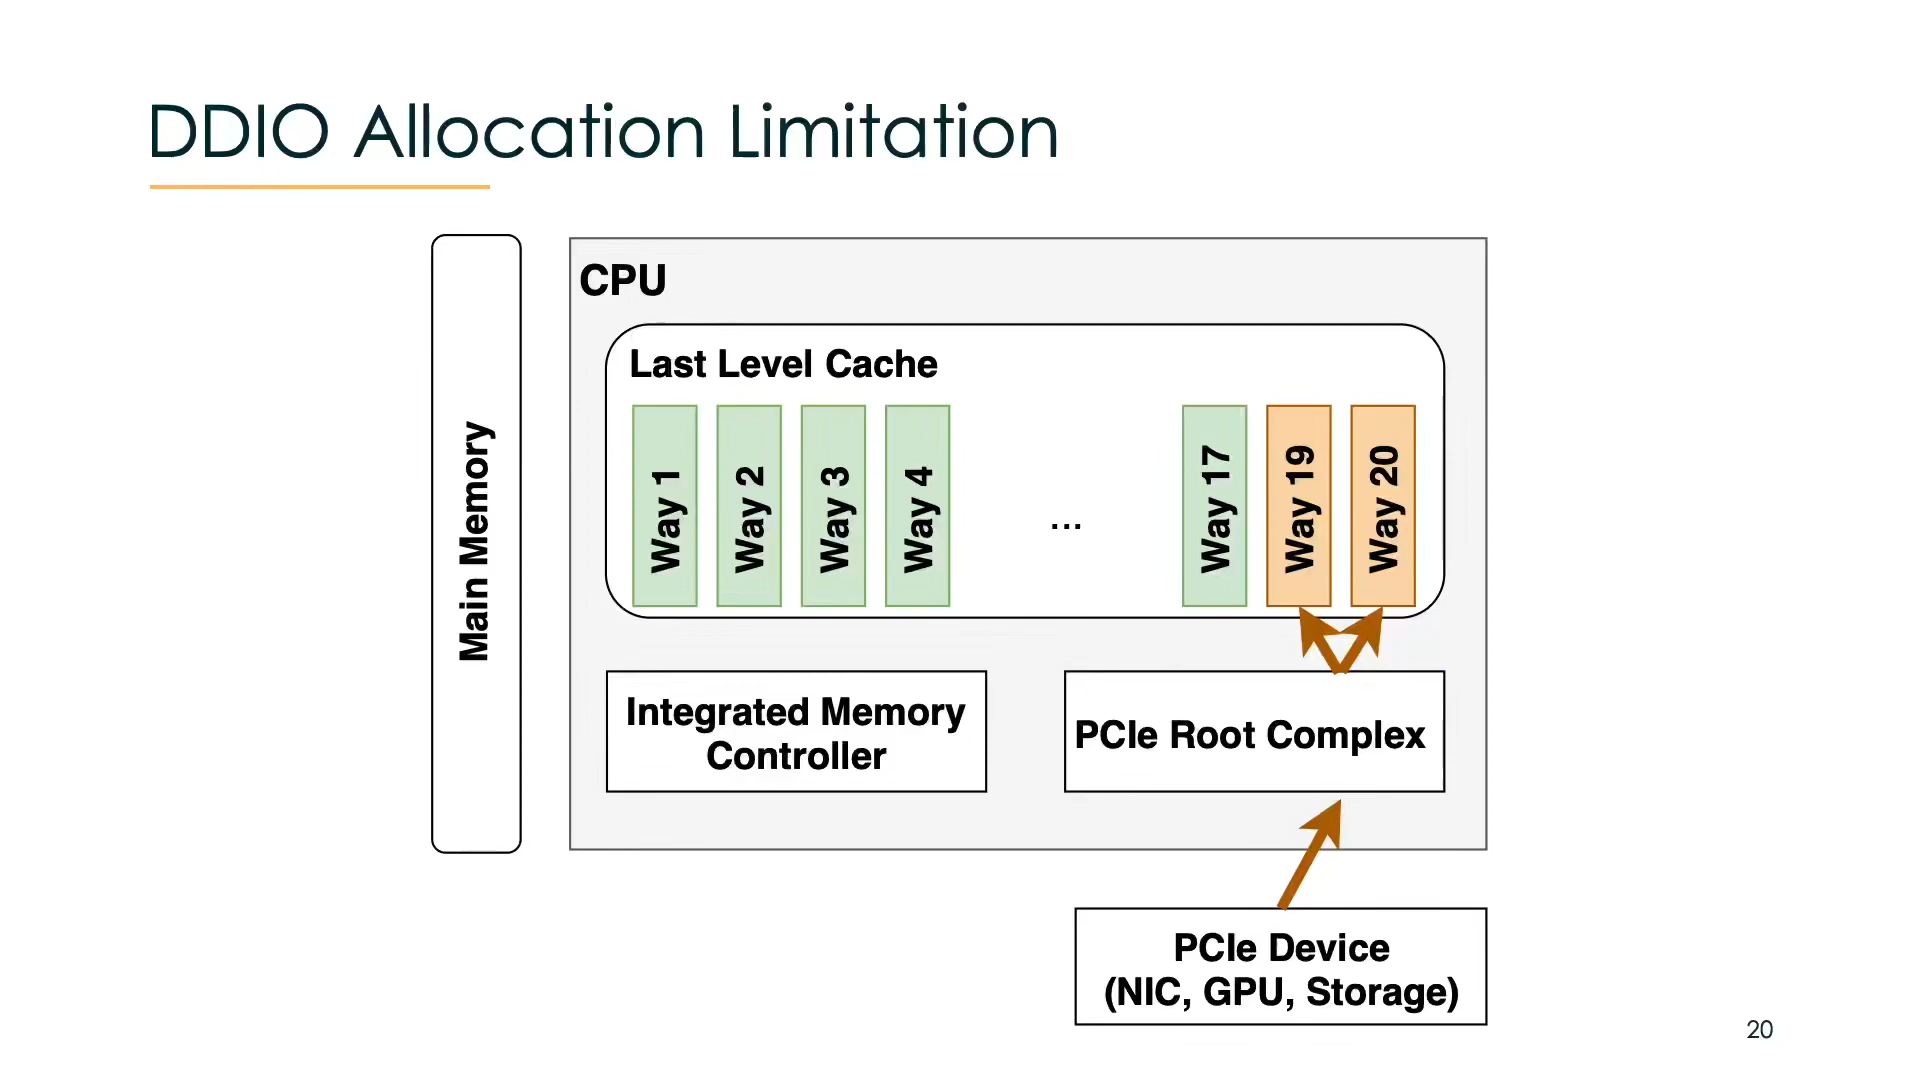 DDIO Allocation Limitation
Main Memory
CPU
Last Level Cache
Way 1
Way 2
Way 3
Way 4
...
Way 17
Way 19
Way 20
Integrated Memory
Controller
PCIe Root Complex
PCIe Device
(NIC, GPU, Storage)
20